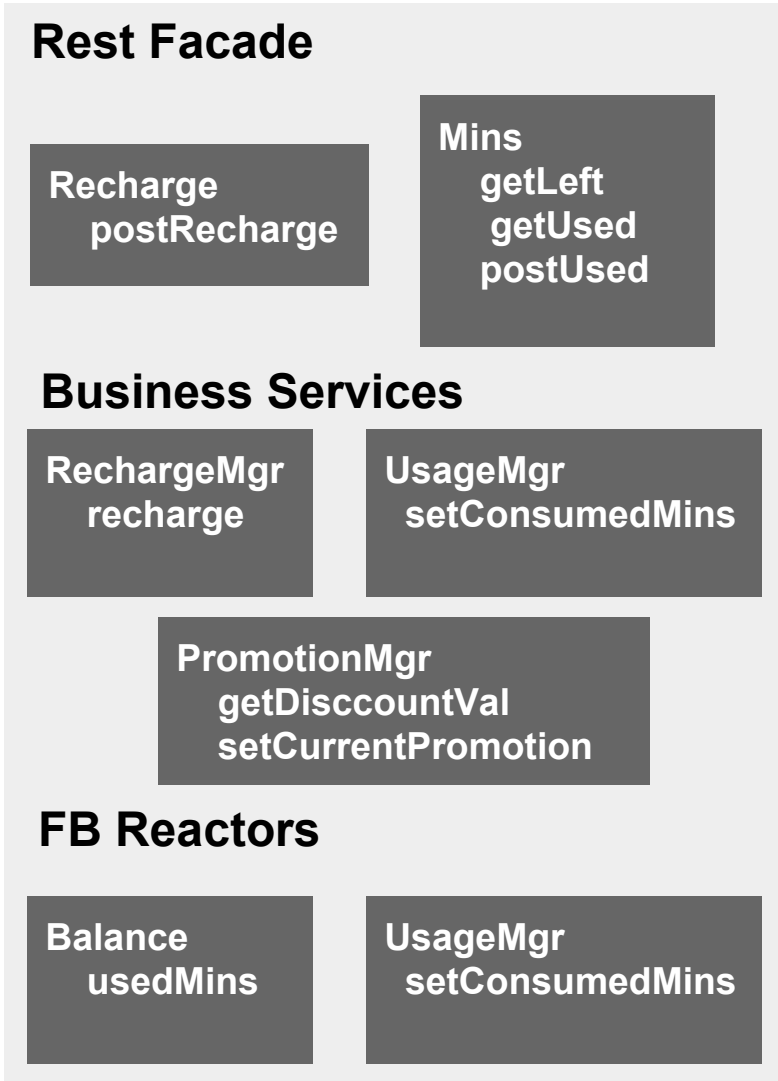 Rest Facade
Recharge
postRecharge
Mins
getLeft
getUsed
postUsed
Business Services
RechargeMgr
recharge
UsageMgr
setConsumedMins
PromotionMgr
getDisccountVal
setCurrentPromotion
FB Reactors
Balance
usedMins
UsageMgr
setConsumedMins